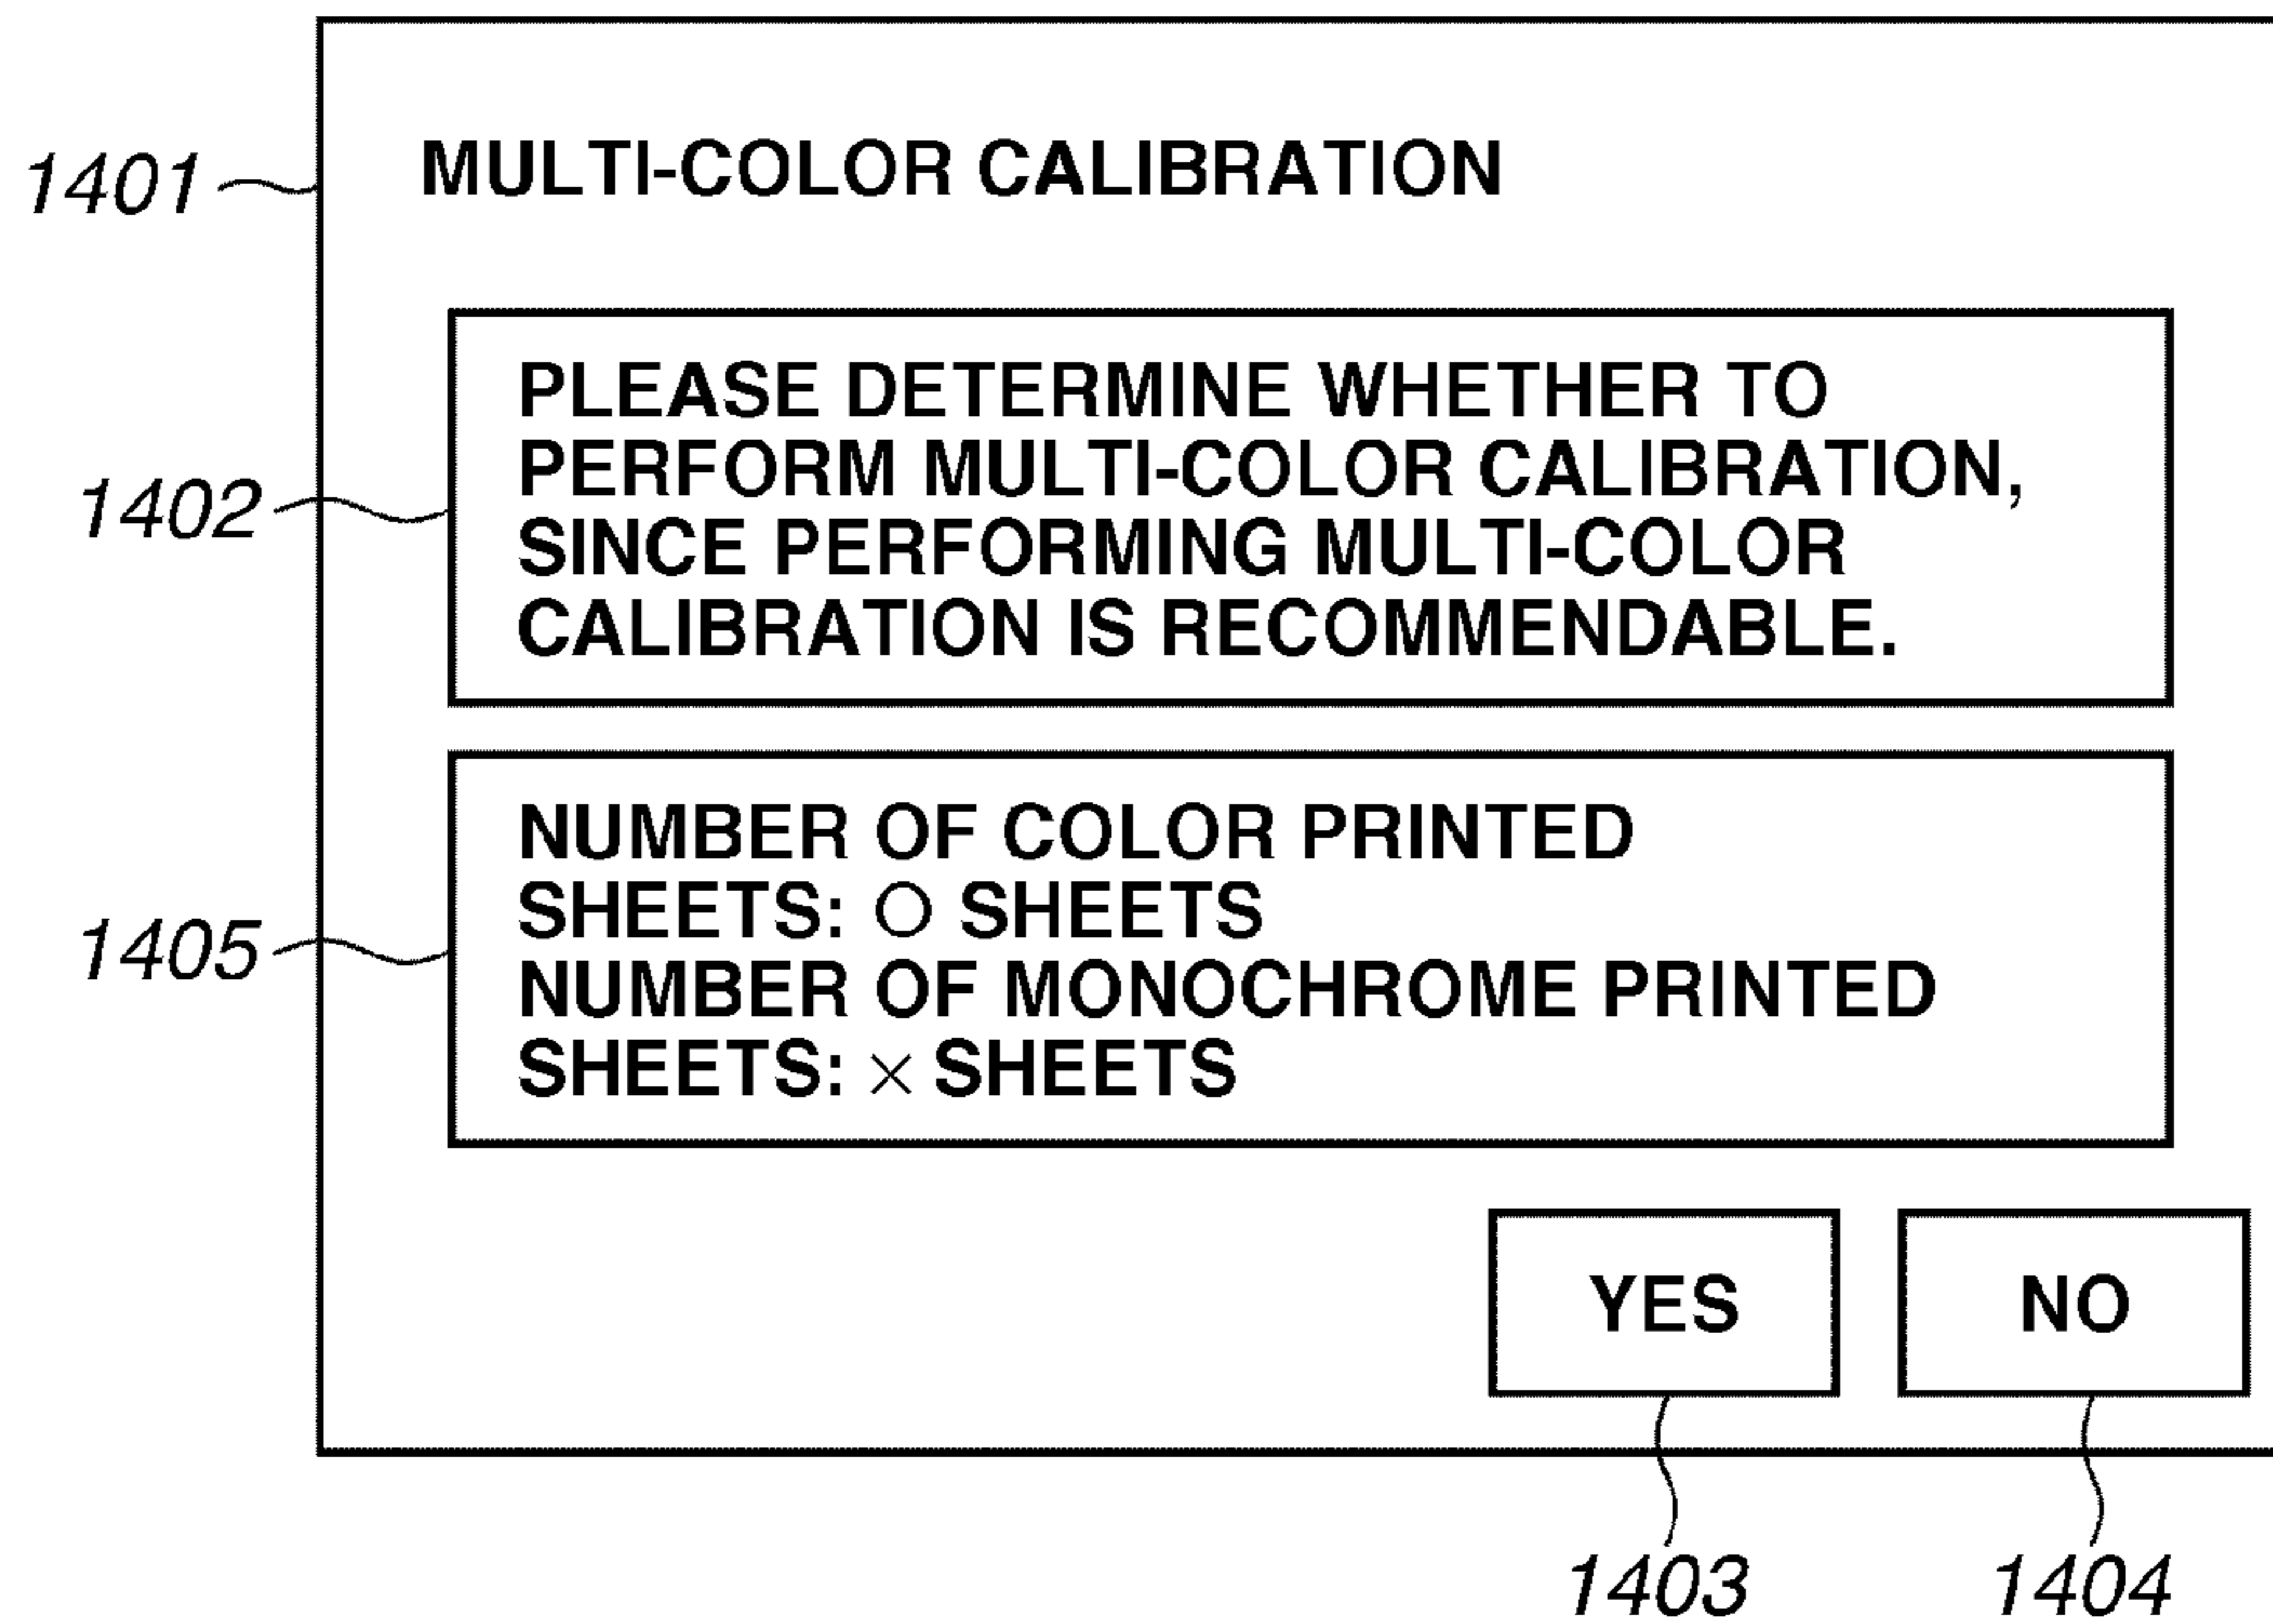 1401
MULTI-COLOR CALIBRATION
1402
PLEASE DETERMINE WHETHER TO
PERFORM MULTI-COLOR CALIBRATION,
SINCE PERFORMING MULTI-COLOR
CALIBRATION IS RECOMMENDABLE.
1405
NUMBER OF COLOR PRINTED
SHEETS: ○ SHEETS
NUMBER OF MONOCHROME PRINTED
SHEETS: × SHEETS
YES
NO
1403
1404